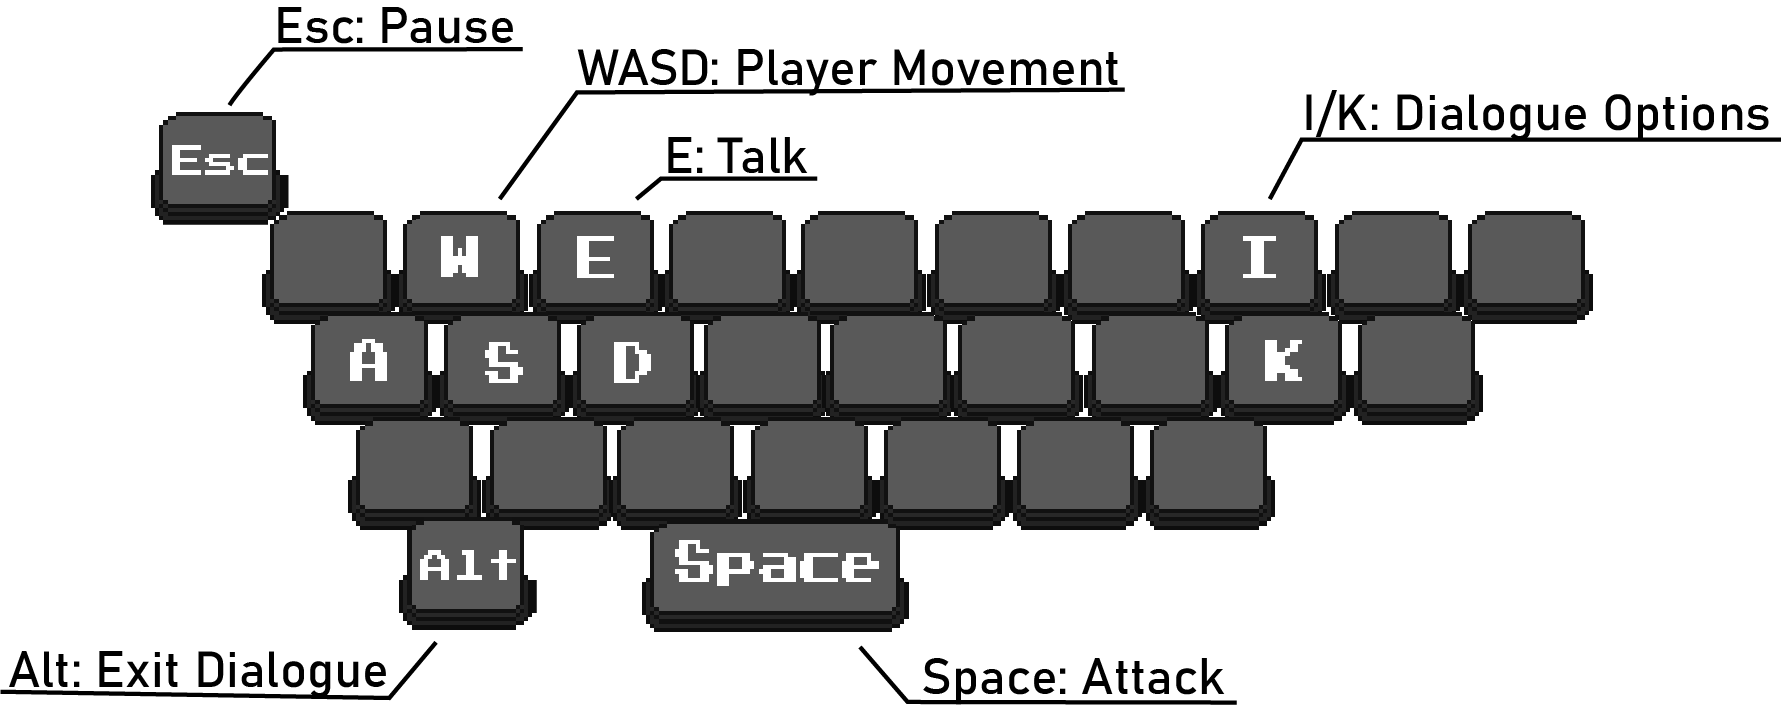 Esc: Pause
WASD: Player Movement
I/K: Dialogue Options
E: Talk
Esc
W E I
A S D K
Alt Space
Alt: Exit Dialogue
Space: Attack